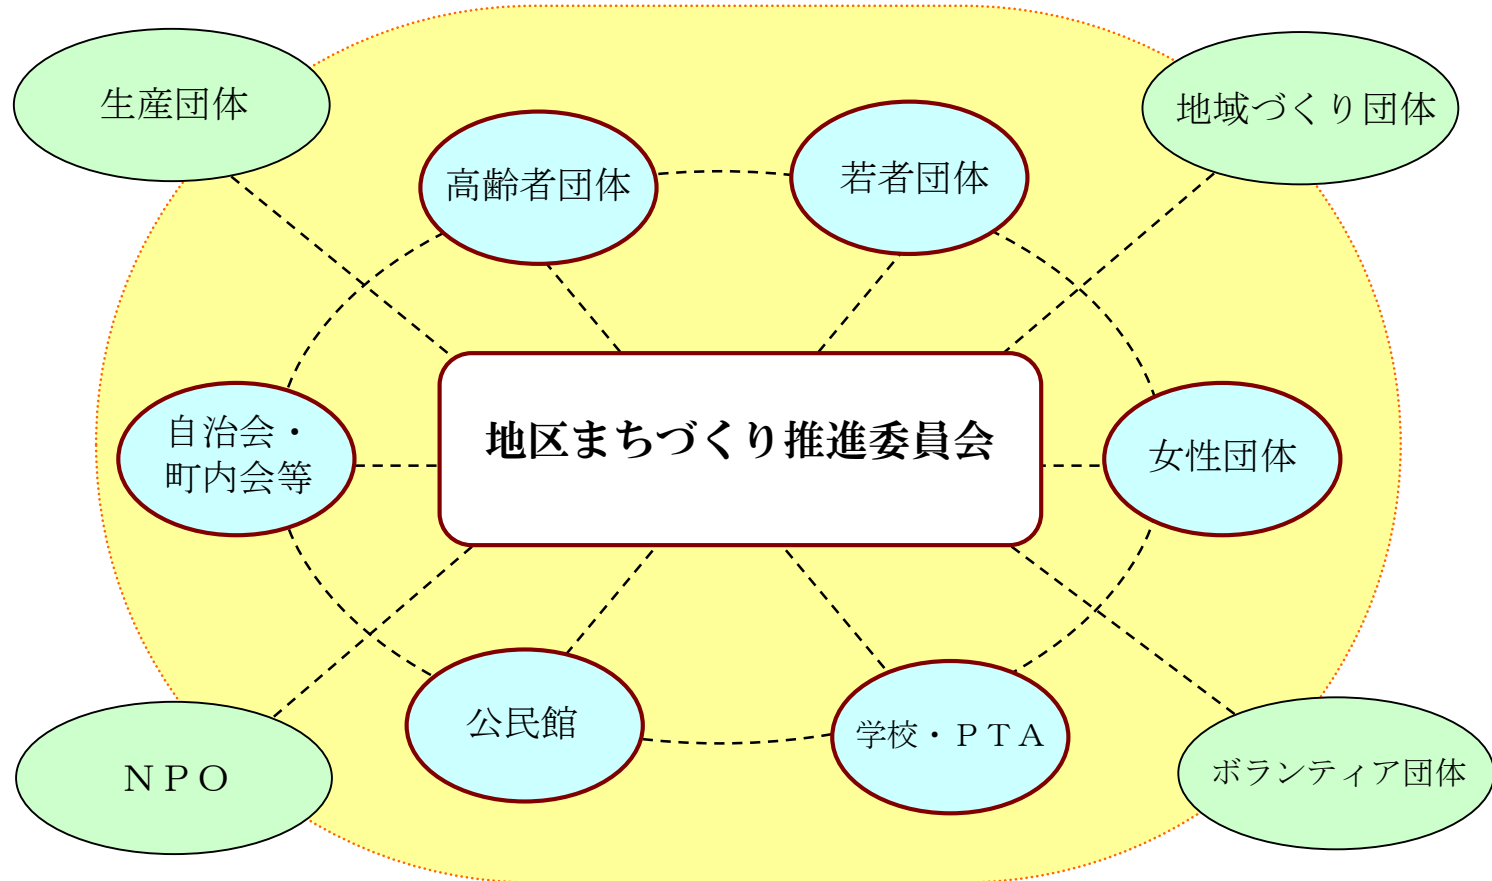 生産団体
地域づくり団体
高齢者団体
若者団体
自治会・
町内会等
地区まちづくり推進委員会
女性団体
公民館
学校・ＰＴＡ
ＮＰＯ
ボランティア団体